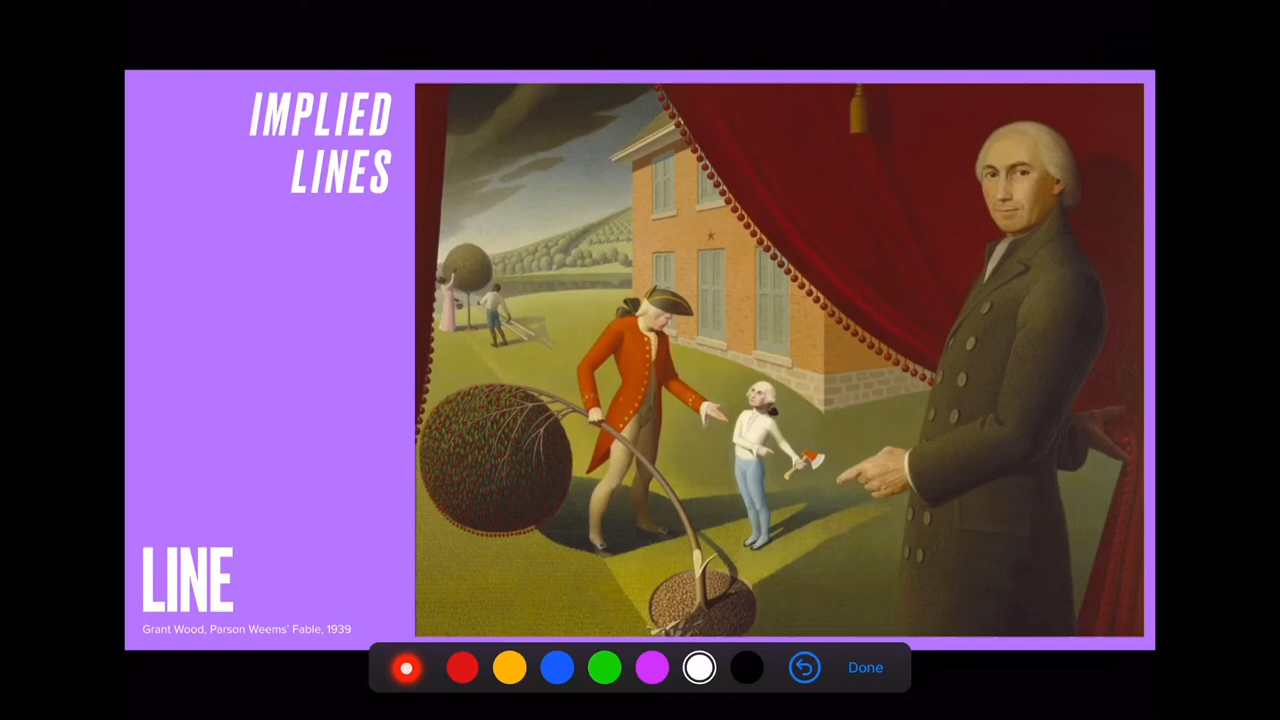 IMPLIED
LINES
LINE
Grant Wood, Parson Weems' Fable, 1939
Done